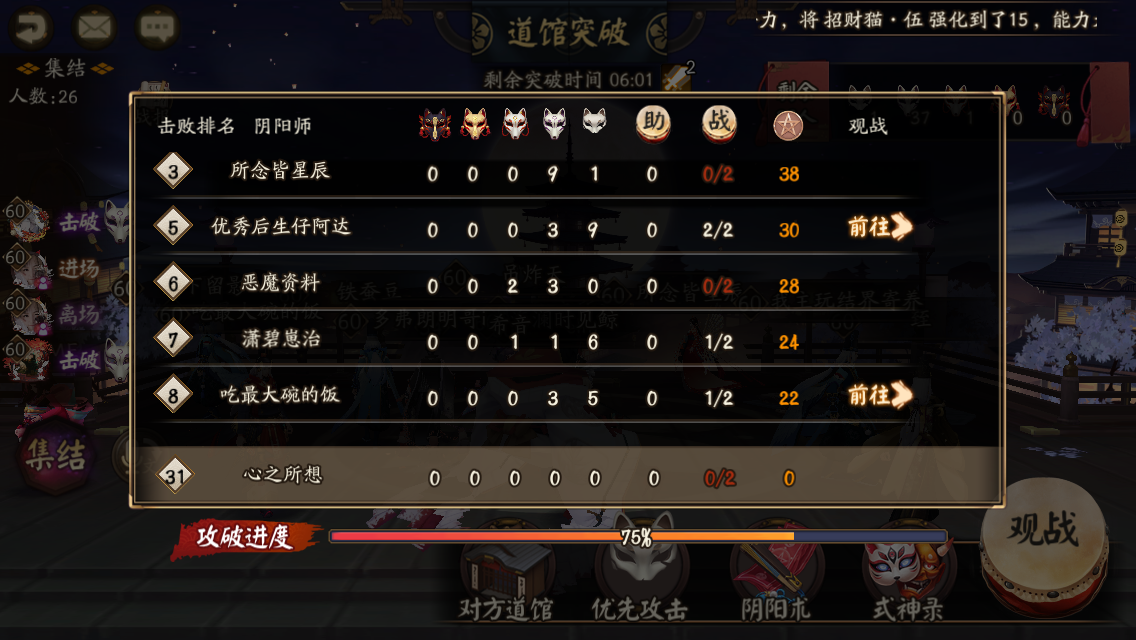 道馆突破
力，将 招财猫·伍 强化到了15，能力：
剩余突破时间 06:01
2
集结
人数:26
剩余
击败排名 阴阳师 助 战 观战
3 所念皆星辰 0 0 0 9 1 0 0/2 38
5 优秀后生仔阿达 0 0 0 3 9 0 2/2 30 前往
6 恶魔资料 0 0 2 3 0 0 0/2 28
7 潇碧崽治 0 0 1 1 6 0 1/2 24
8 吃最大碗的饭 0 0 0 3 5 0 1/2 22 前往
31 心之所想 0 0 0 0 0 0 0/2 0
60 击破
60 进场
60 离场
60 击破
集结
攻破进度 75%
观战
对方道馆 优先攻击 阴阳术 式神录